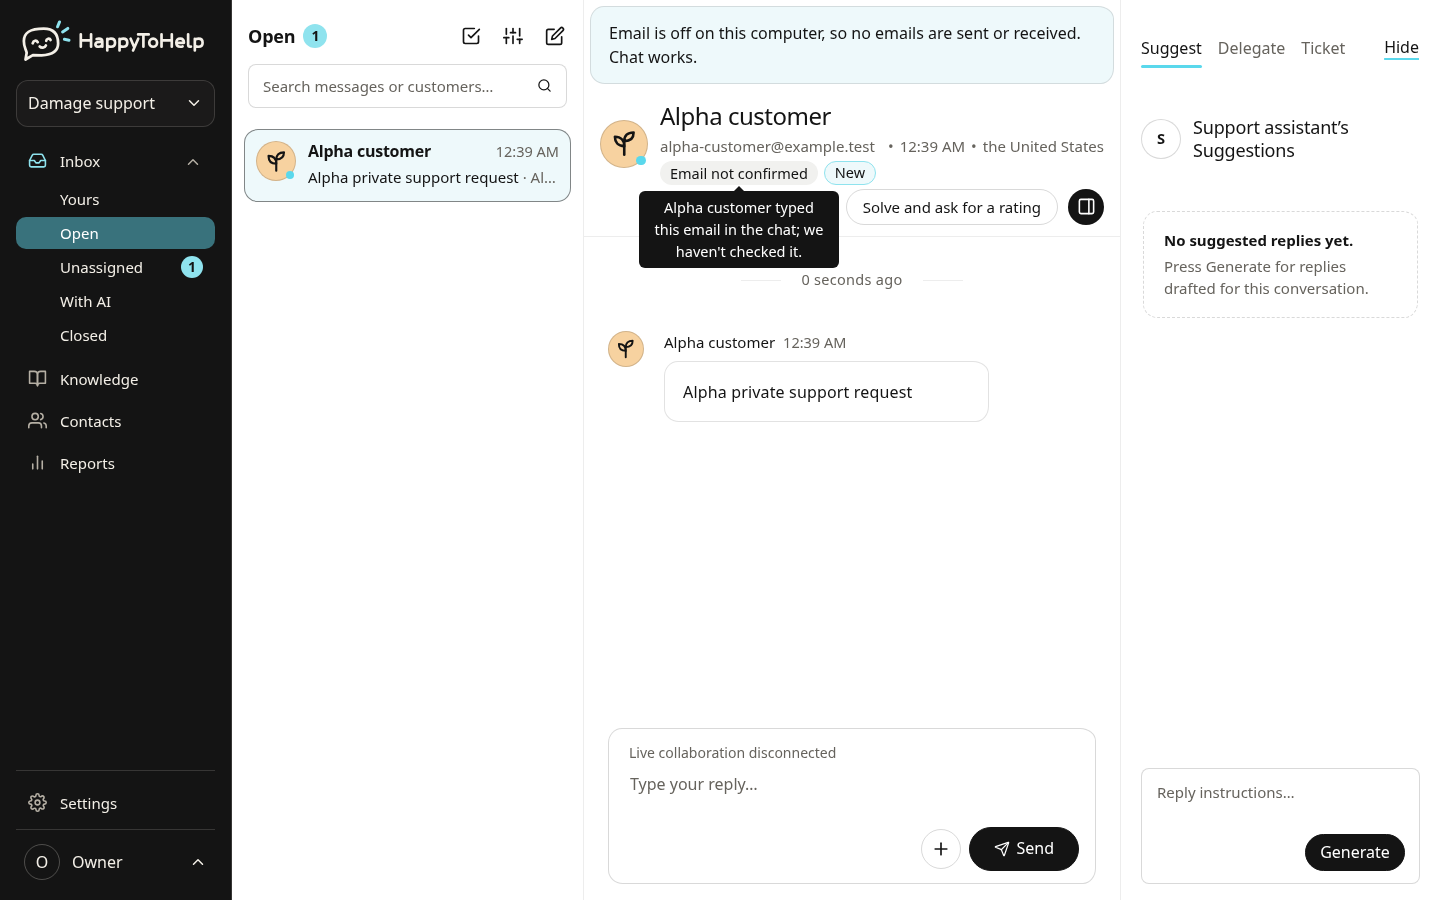 HappyToHelp
Damage support
Inbox
Yours
Open
Unassigned 1
With AI
Closed
Knowledge
Contacts
Reports
Settings
O Owner
Open 1
Search messages or customers...
Alpha customer 12:39 AM
Alpha private support request · Al...
Email is off on this computer, so no emails are sent or received.
Chat works.
Alpha customer
alpha-customer@example.test • 12:39 AM • the United States
Email not confirmed New
Alpha customer typed
this email in the chat; we
haven't checked it.
Solve and ask for a rating
0 seconds ago
Alpha customer 12:39 AM
Alpha private support request
Live collaboration disconnected
Type your reply...
Send
Suggest Delegate Ticket Hide
S
Support assistant’s
Suggestions
No suggested replies yet.
Press Generate for replies
drafted for this conversation.
Reply instructions...
Generate